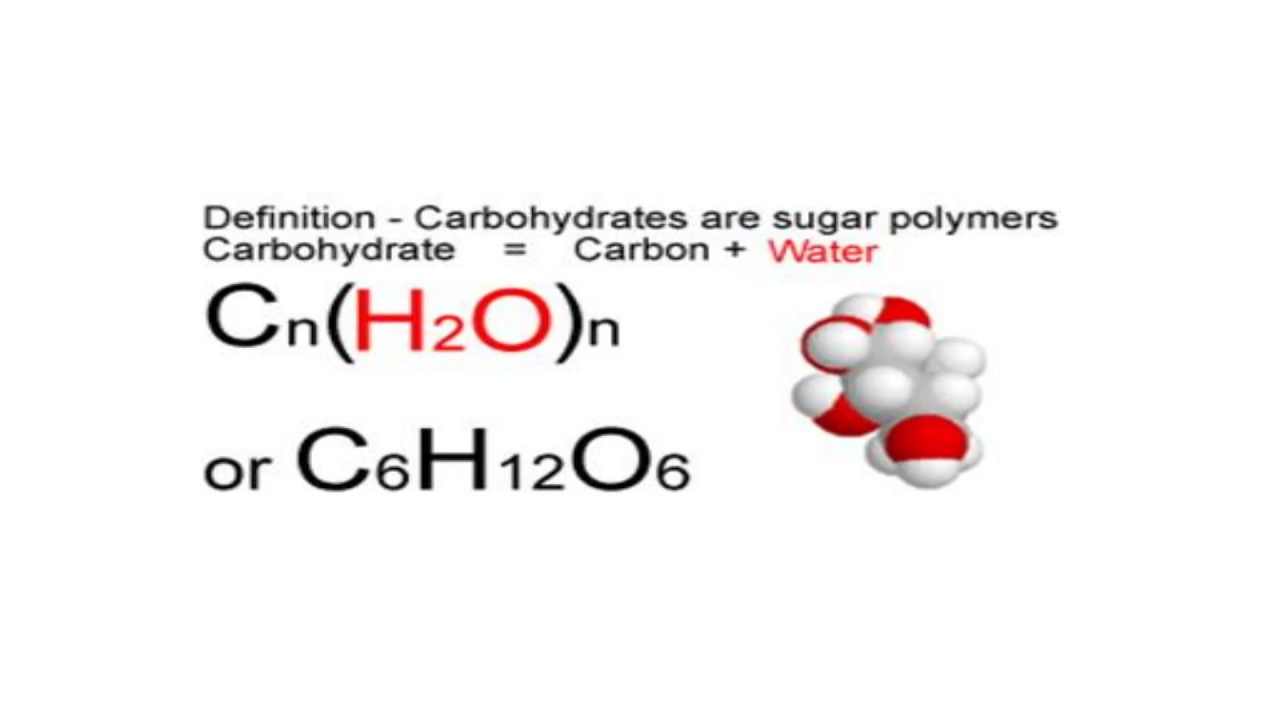 Definition - Carbohydrates are sugar polymers
Carbohydrate = Carbon + Water
Cn(H2O)n
or C6H12O6